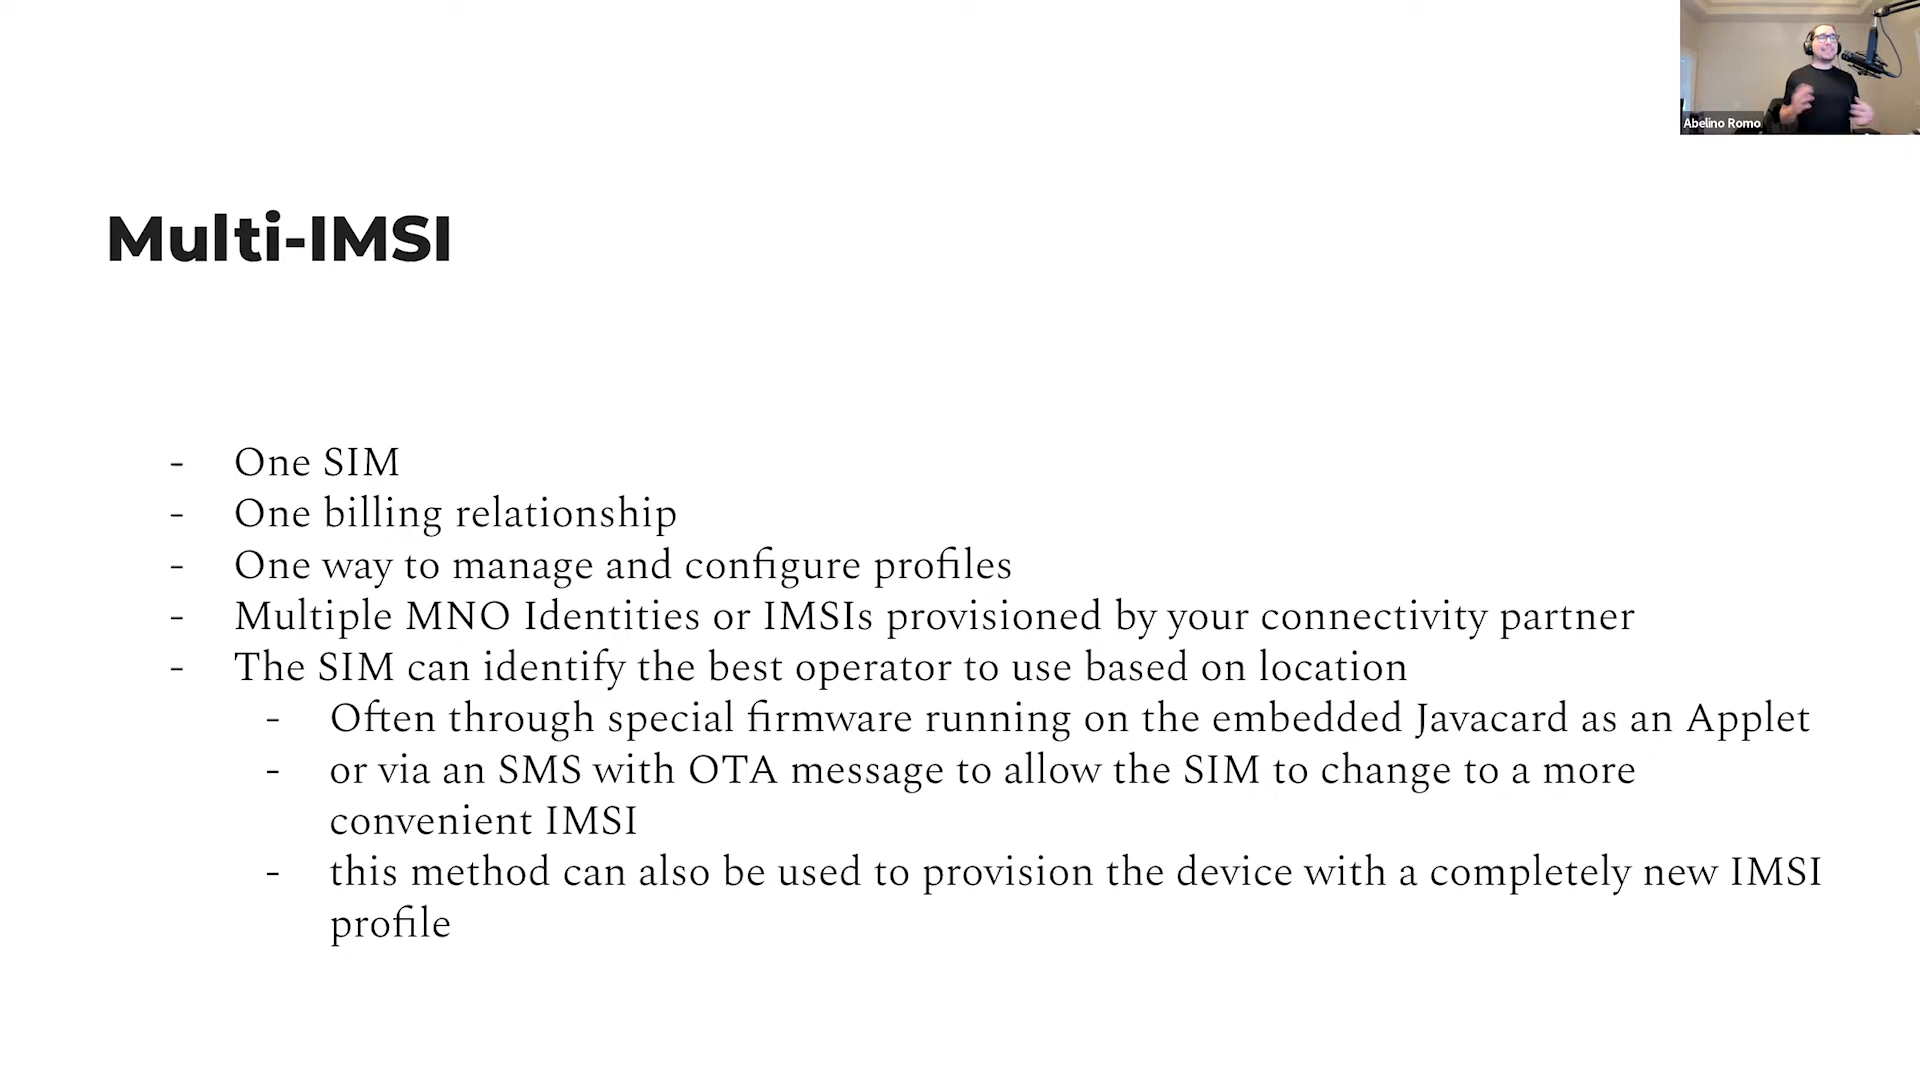 Abelino Romo
Multi-IMSI
- One SIM
- One billing relationship
- One way to manage and configure profiles
- Multiple MNO Identities or IMSIs provisioned by your connectivity partner
- The SIM can identify the best operator to use based on location
- Often through special firmware running on the embedded Javacard as an Applet
- or via an SMS with OTA message to allow the SIM to change to a more
convenient IMSI
- this method can also be used to provision the device with a completely new IMSI
profile